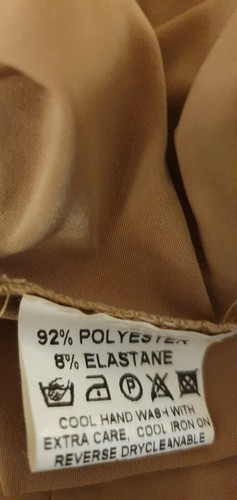 92% POLYESTER
8% ELASTANE
P
COOL HAND WASH WITH
EXTRA CARE, COOL IRON ON
REVERSE DRYCLEANABLE